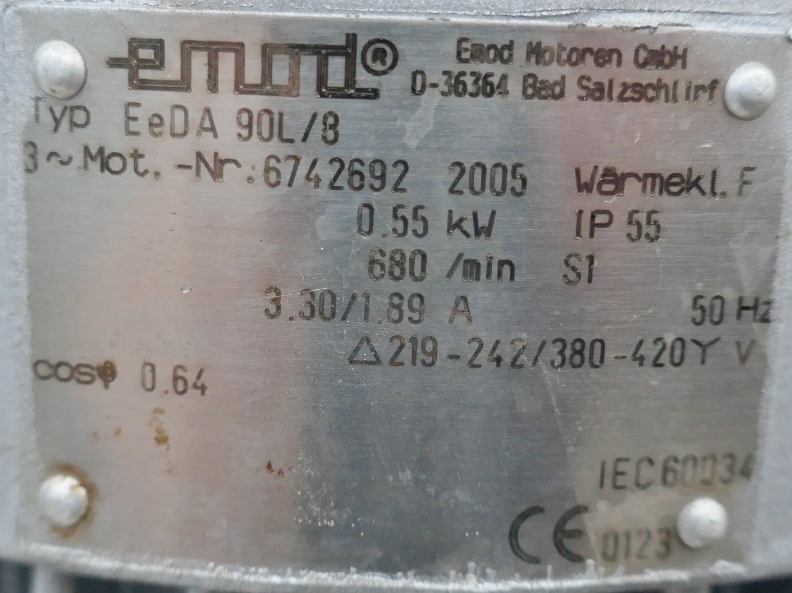 emod® Emod Motoren GmbH
D-36364 Bad Salzschlirf
Typ EeDA 90L/8
3~Mot. -Nr.:6742692 2005 Wärmekl. F
0.55 kW IP 55
680 /min S1
3.30/1.89 A 50 Hz
△219-242/380-420Y V
cosφ 0.64
IEC60034
CE 0123